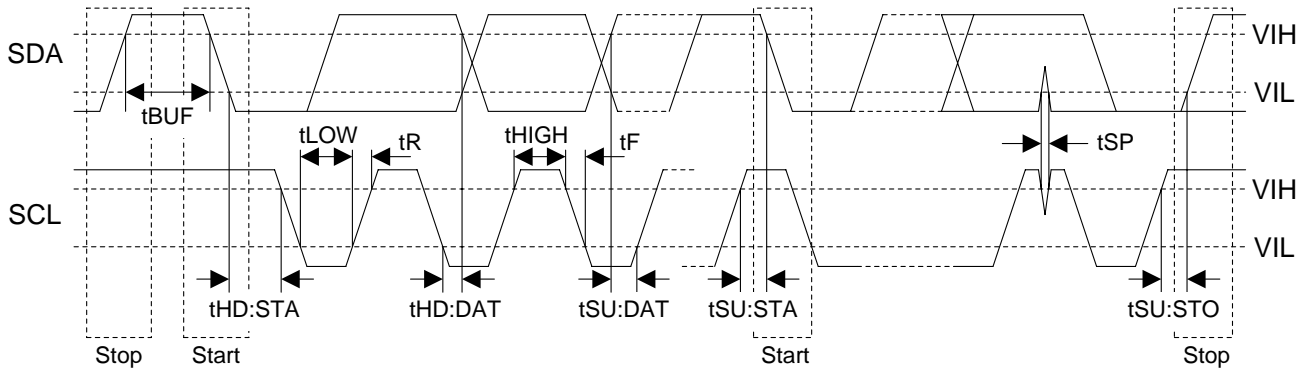 VIH
SDA
VIL
tBUF
tLOW
tR
tHIGH
tF
tSP
VIH
SCL
VIL
tHD:STA
tHD:DAT
tSU:DAT
tSU:STA
tSU:STO
Stop
Start
Start
Stop